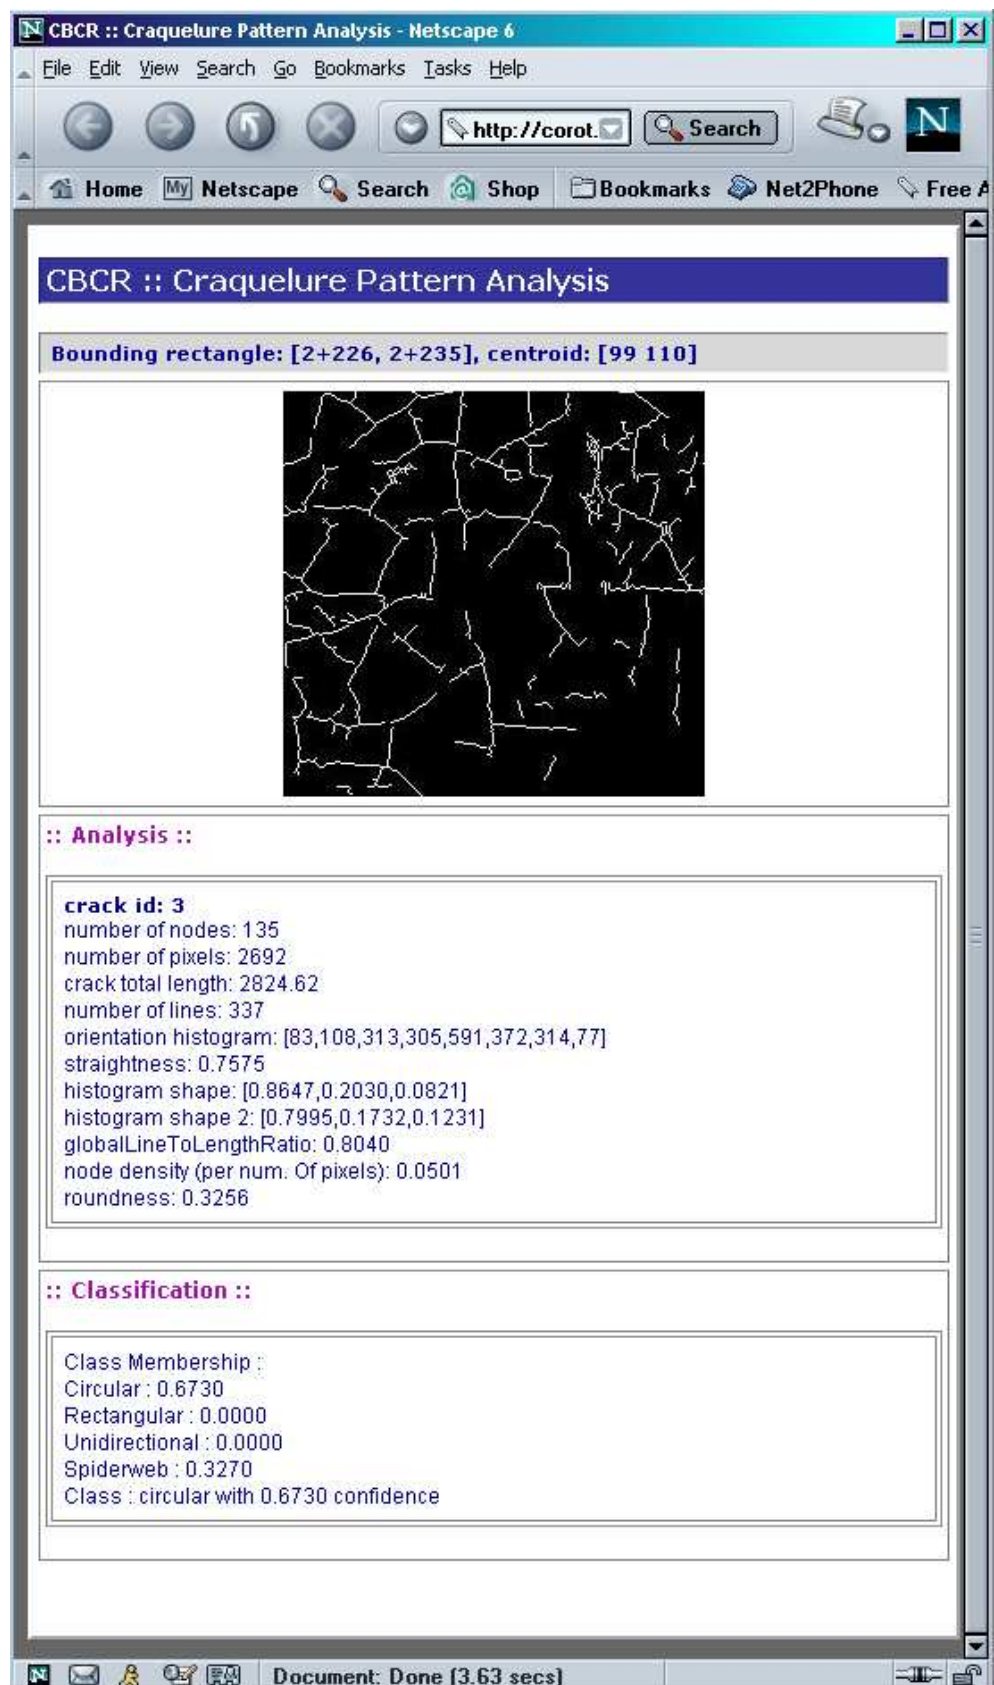 CBCR :: Craquelure Pattern Analysis - Netscape 6
File Edit View Search Go Bookmarks Tasks Help
http://corot. Search N
Home My Netscape Search Shop Bookmarks Net2Phone Free A
CBCR :: Craquelure Pattern Analysis
Bounding rectangle: [2+226, 2+235], centroid: [99 110]
:: Analysis ::
crack id: 3
number of nodes: 135
number of pixels: 2692
crack total length: 2824.62
number of lines: 337
orientation histogram: [83,108,313,305,591,372,314,77]
straightness: 0.7575
histogram shape: [0.8647,0.2030,0.0821]
histogram shape 2: [0.7995,0.1732,0.1231]
globalLineToLengthRatio: 0.8040
node density (per num. Of pixels): 0.0501
roundness: 0.3256
:: Classification ::
Class Membership :
Circular : 0.6730
Rectangular : 0.0000
Unidirectional : 0.0000
Spiderweb : 0.3270
Class : circular with 0.6730 confidence
Document: Done (3.63 secs)